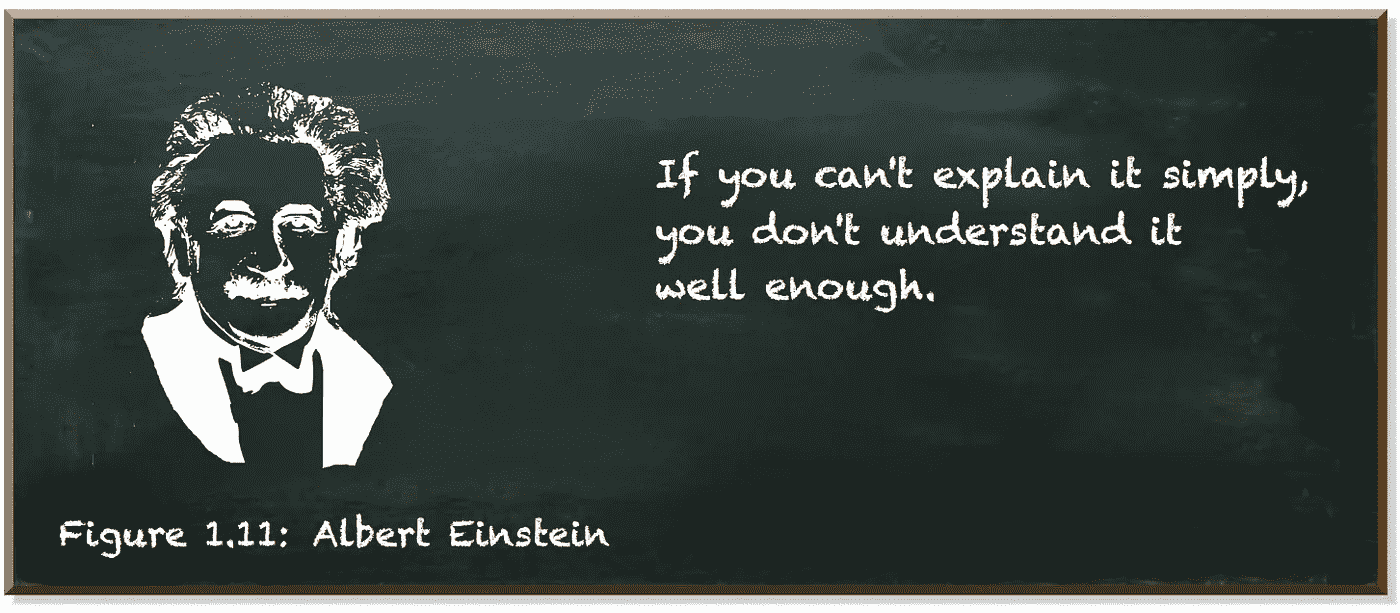 If you can't explain it simply,
you don't understand it
well enough.
Figure 1.11: Albert Einstein